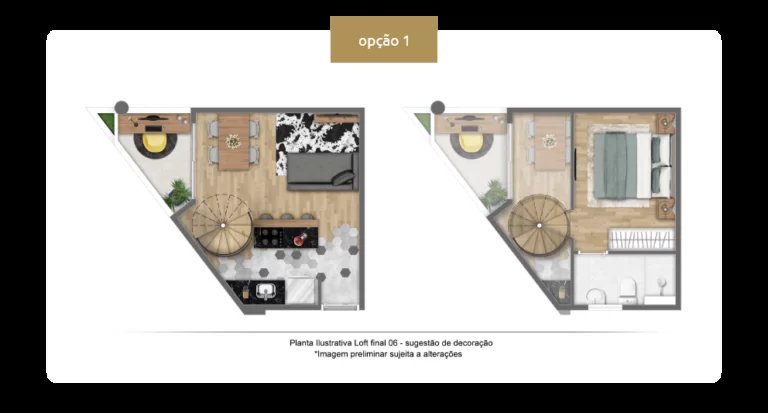 opção 1
Planta Ilustrativa Loft final 06 - sugestão de decoração
*Imagem preliminar sujeita a alterações